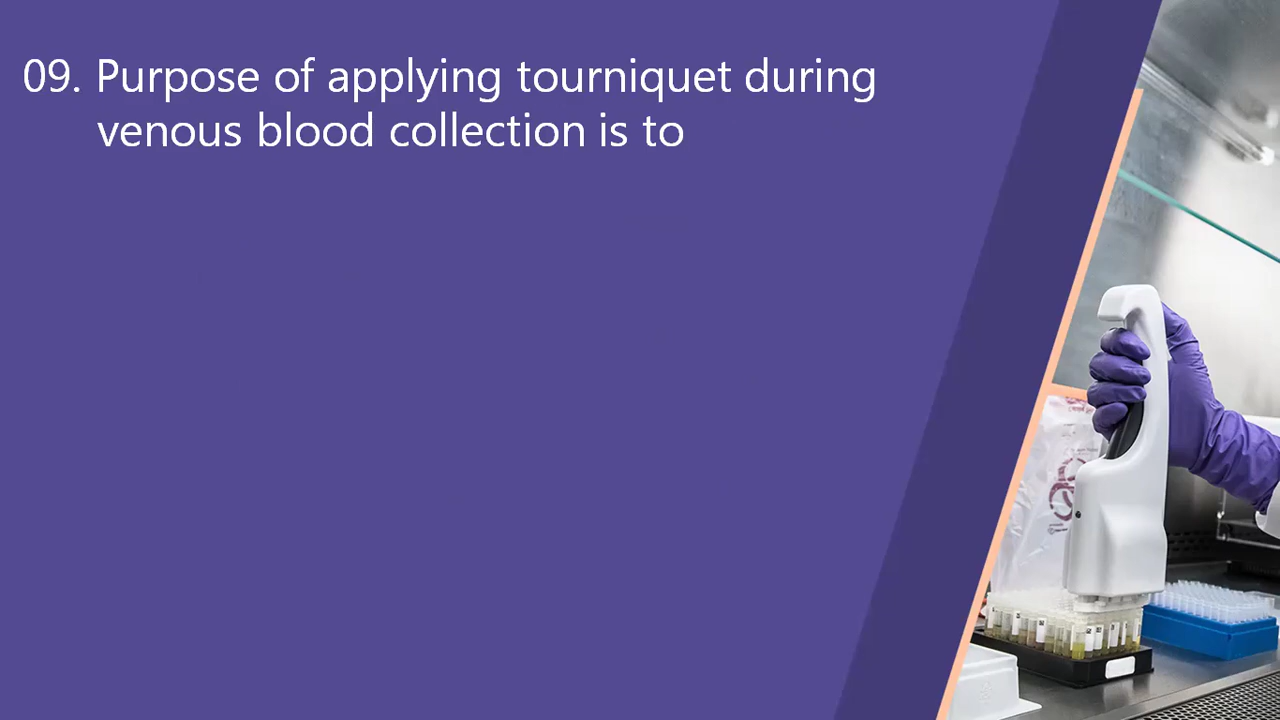 09. Purpose of applying tourniquet during
venous blood collection is to